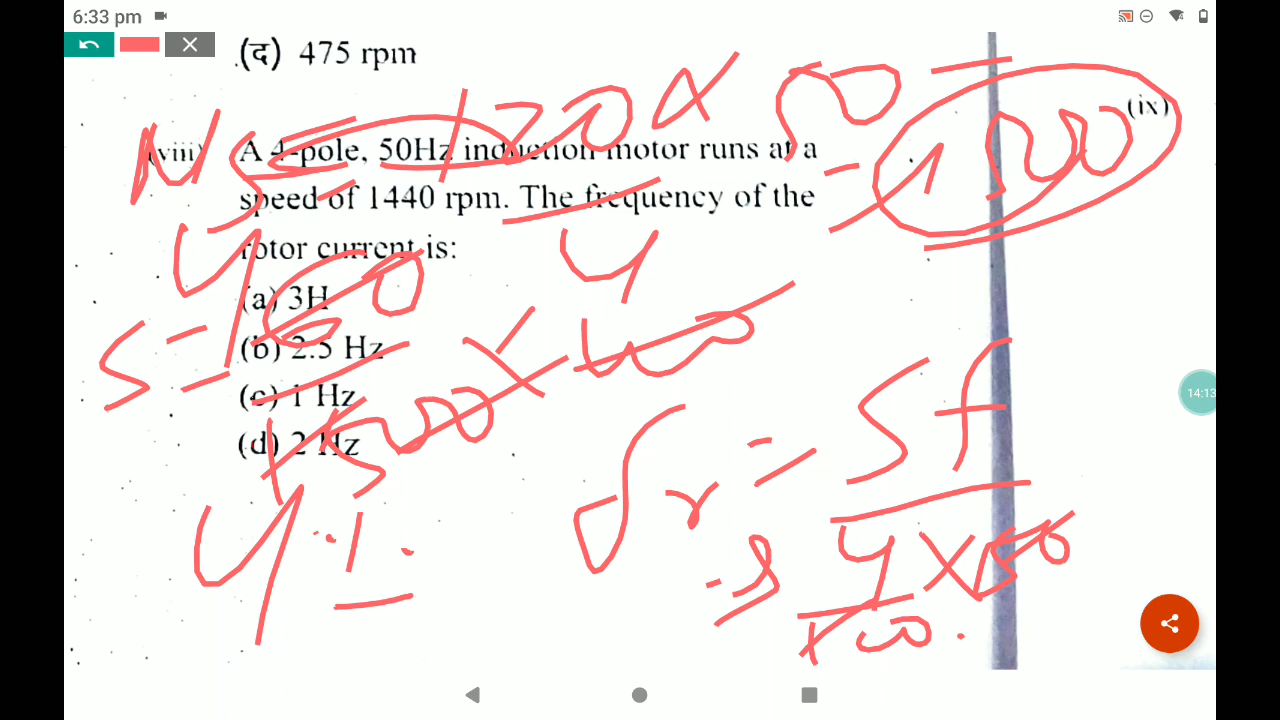 6:33 pm
(द) 475 rpm
(ix)
(viii) A 4-pole, 50Hz induction motor runs at a
speed of 1440 rpm. The frequency of the
rotor current is:
(a) 3H
(b) 2.5 Hz
(c) 1 Hz
(d) 2 Hz
Ns = 120 x 50 = 1500
4
S = 60 x 100
1500
4%
fr = sf
= 4 x 50
100
14:13